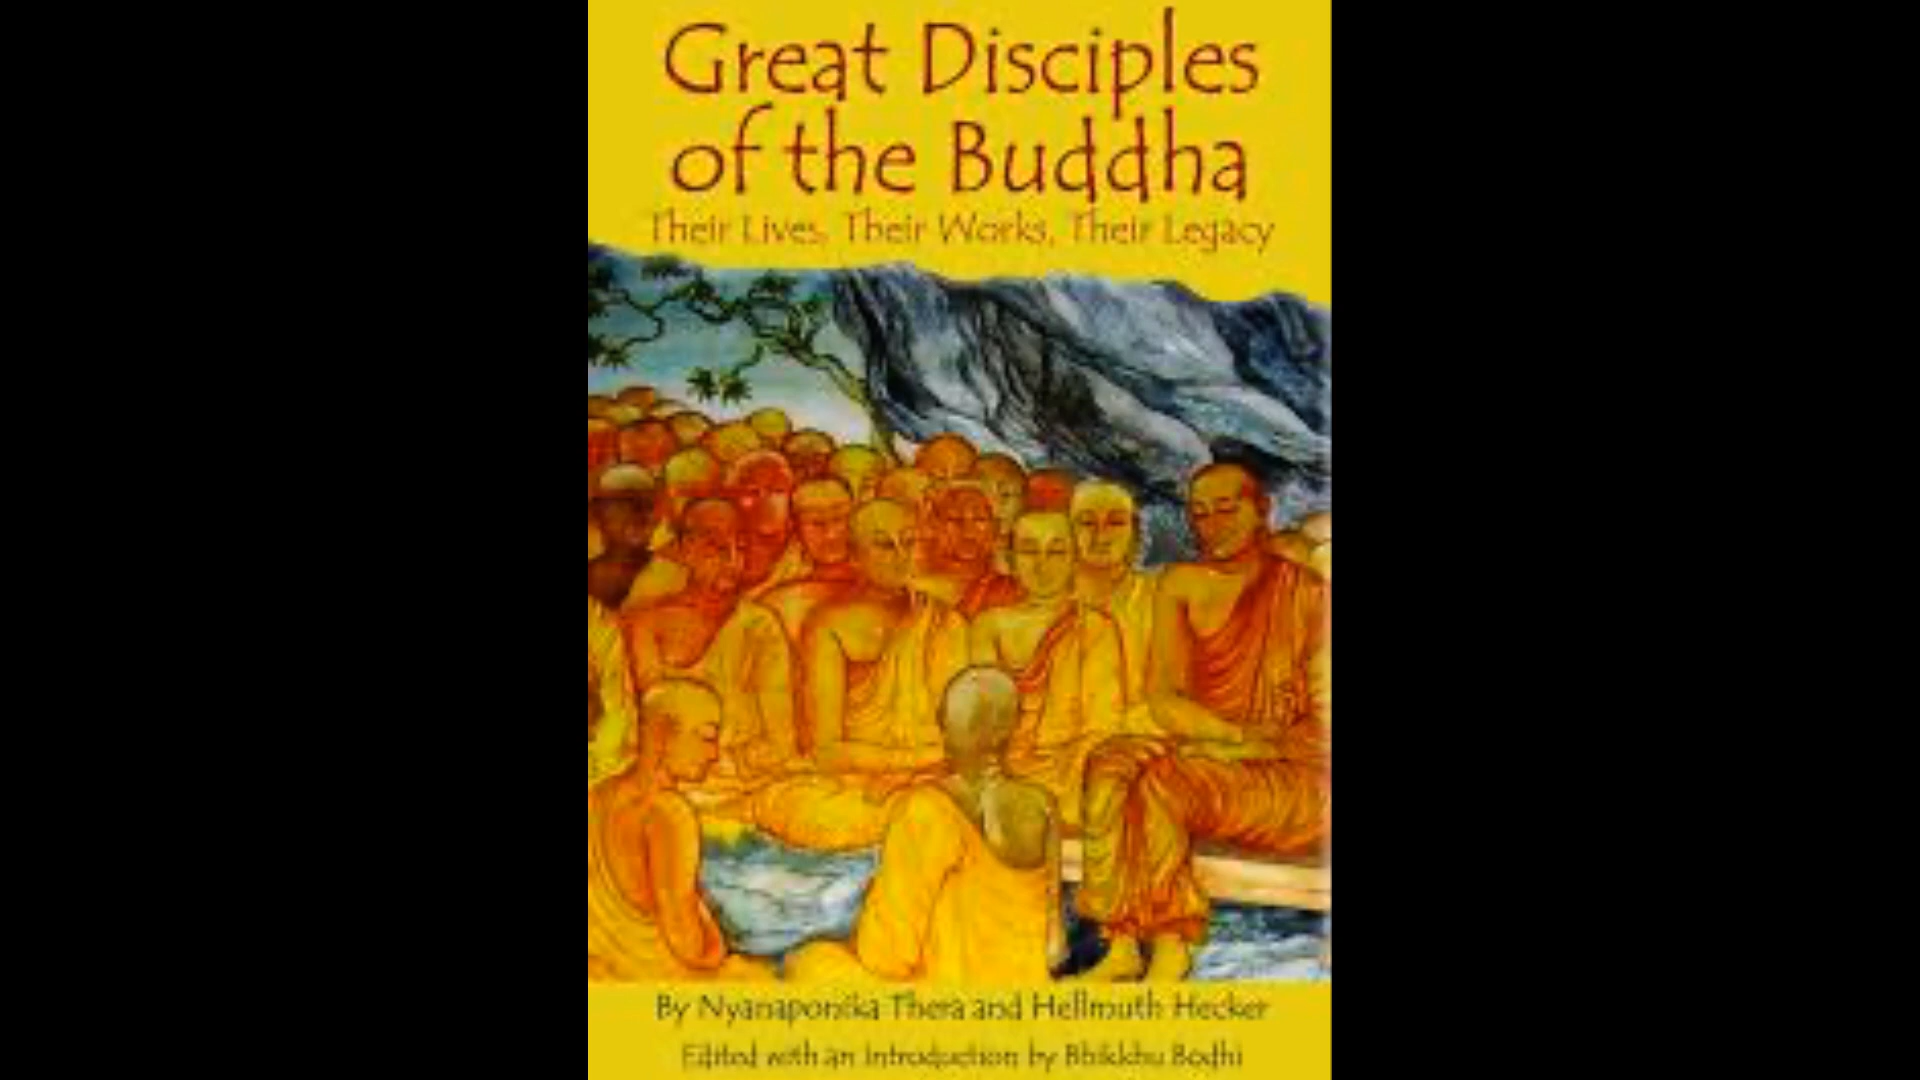 Great Disciples
of the Buddha
Their Lives, Their Works, Their Legacy
By Nyanaponika Thera and Hellmuth Hecker
Edited with an Introduction by Bhikkhu Bodhi